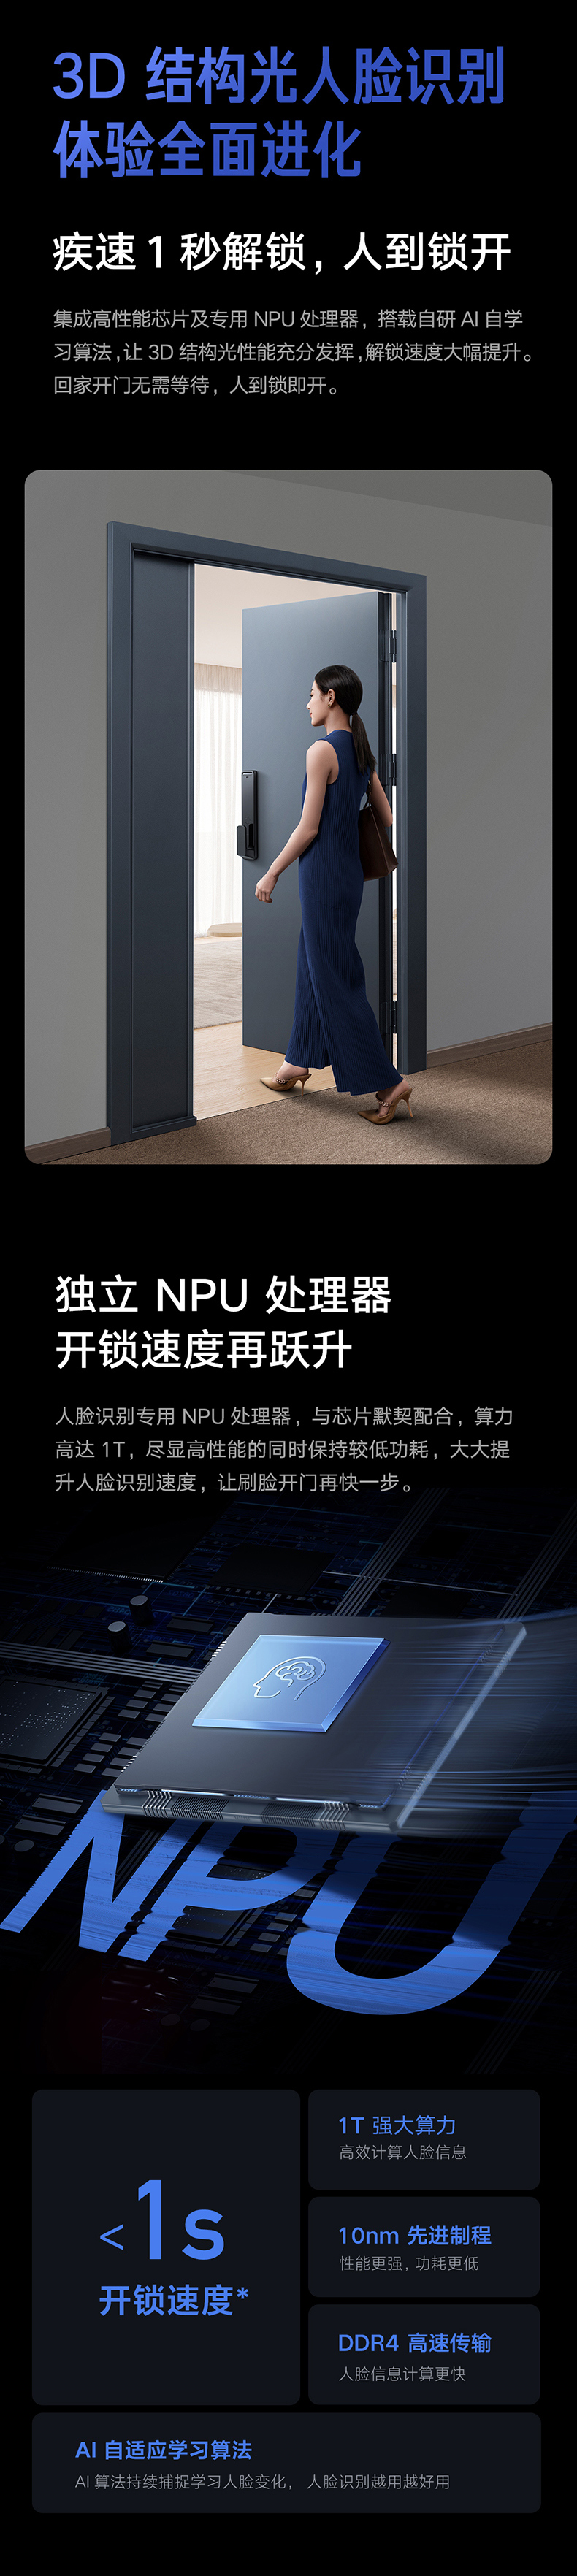 3D 结构光人脸识别
体验全面进化
疾速 1 秒解锁，人到锁开
集成高性能芯片及专用 NPU 处理器，搭载自研 AI 自学
习算法，让 3D 结构光性能充分发挥，解锁速度大幅提升。
回家开门无需等待，人到锁即开。
独立 NPU 处理器
开锁速度再跃升
人脸识别专用 NPU 处理器，与芯片默契配合，算力
高达 1T，尽显高性能的同时保持较低功耗，大大提
升人脸识别速度，让刷脸开门再快一步。
NPU
<1s
开锁速度*
1T 强大算力
高效计算人脸信息
10nm 先进制程
性能更强，功耗更低
DDR4 高速传输
人脸信息计算更快
AI 自适应学习算法
AI 算法持续捕捉学习人脸变化， 人脸识别越用越好用